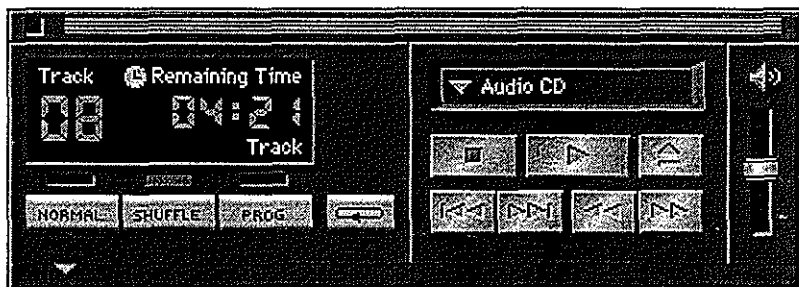 Track Remaining Time
08 04:21
Track
Audio CD
NORMAL SHUFFLE PROG